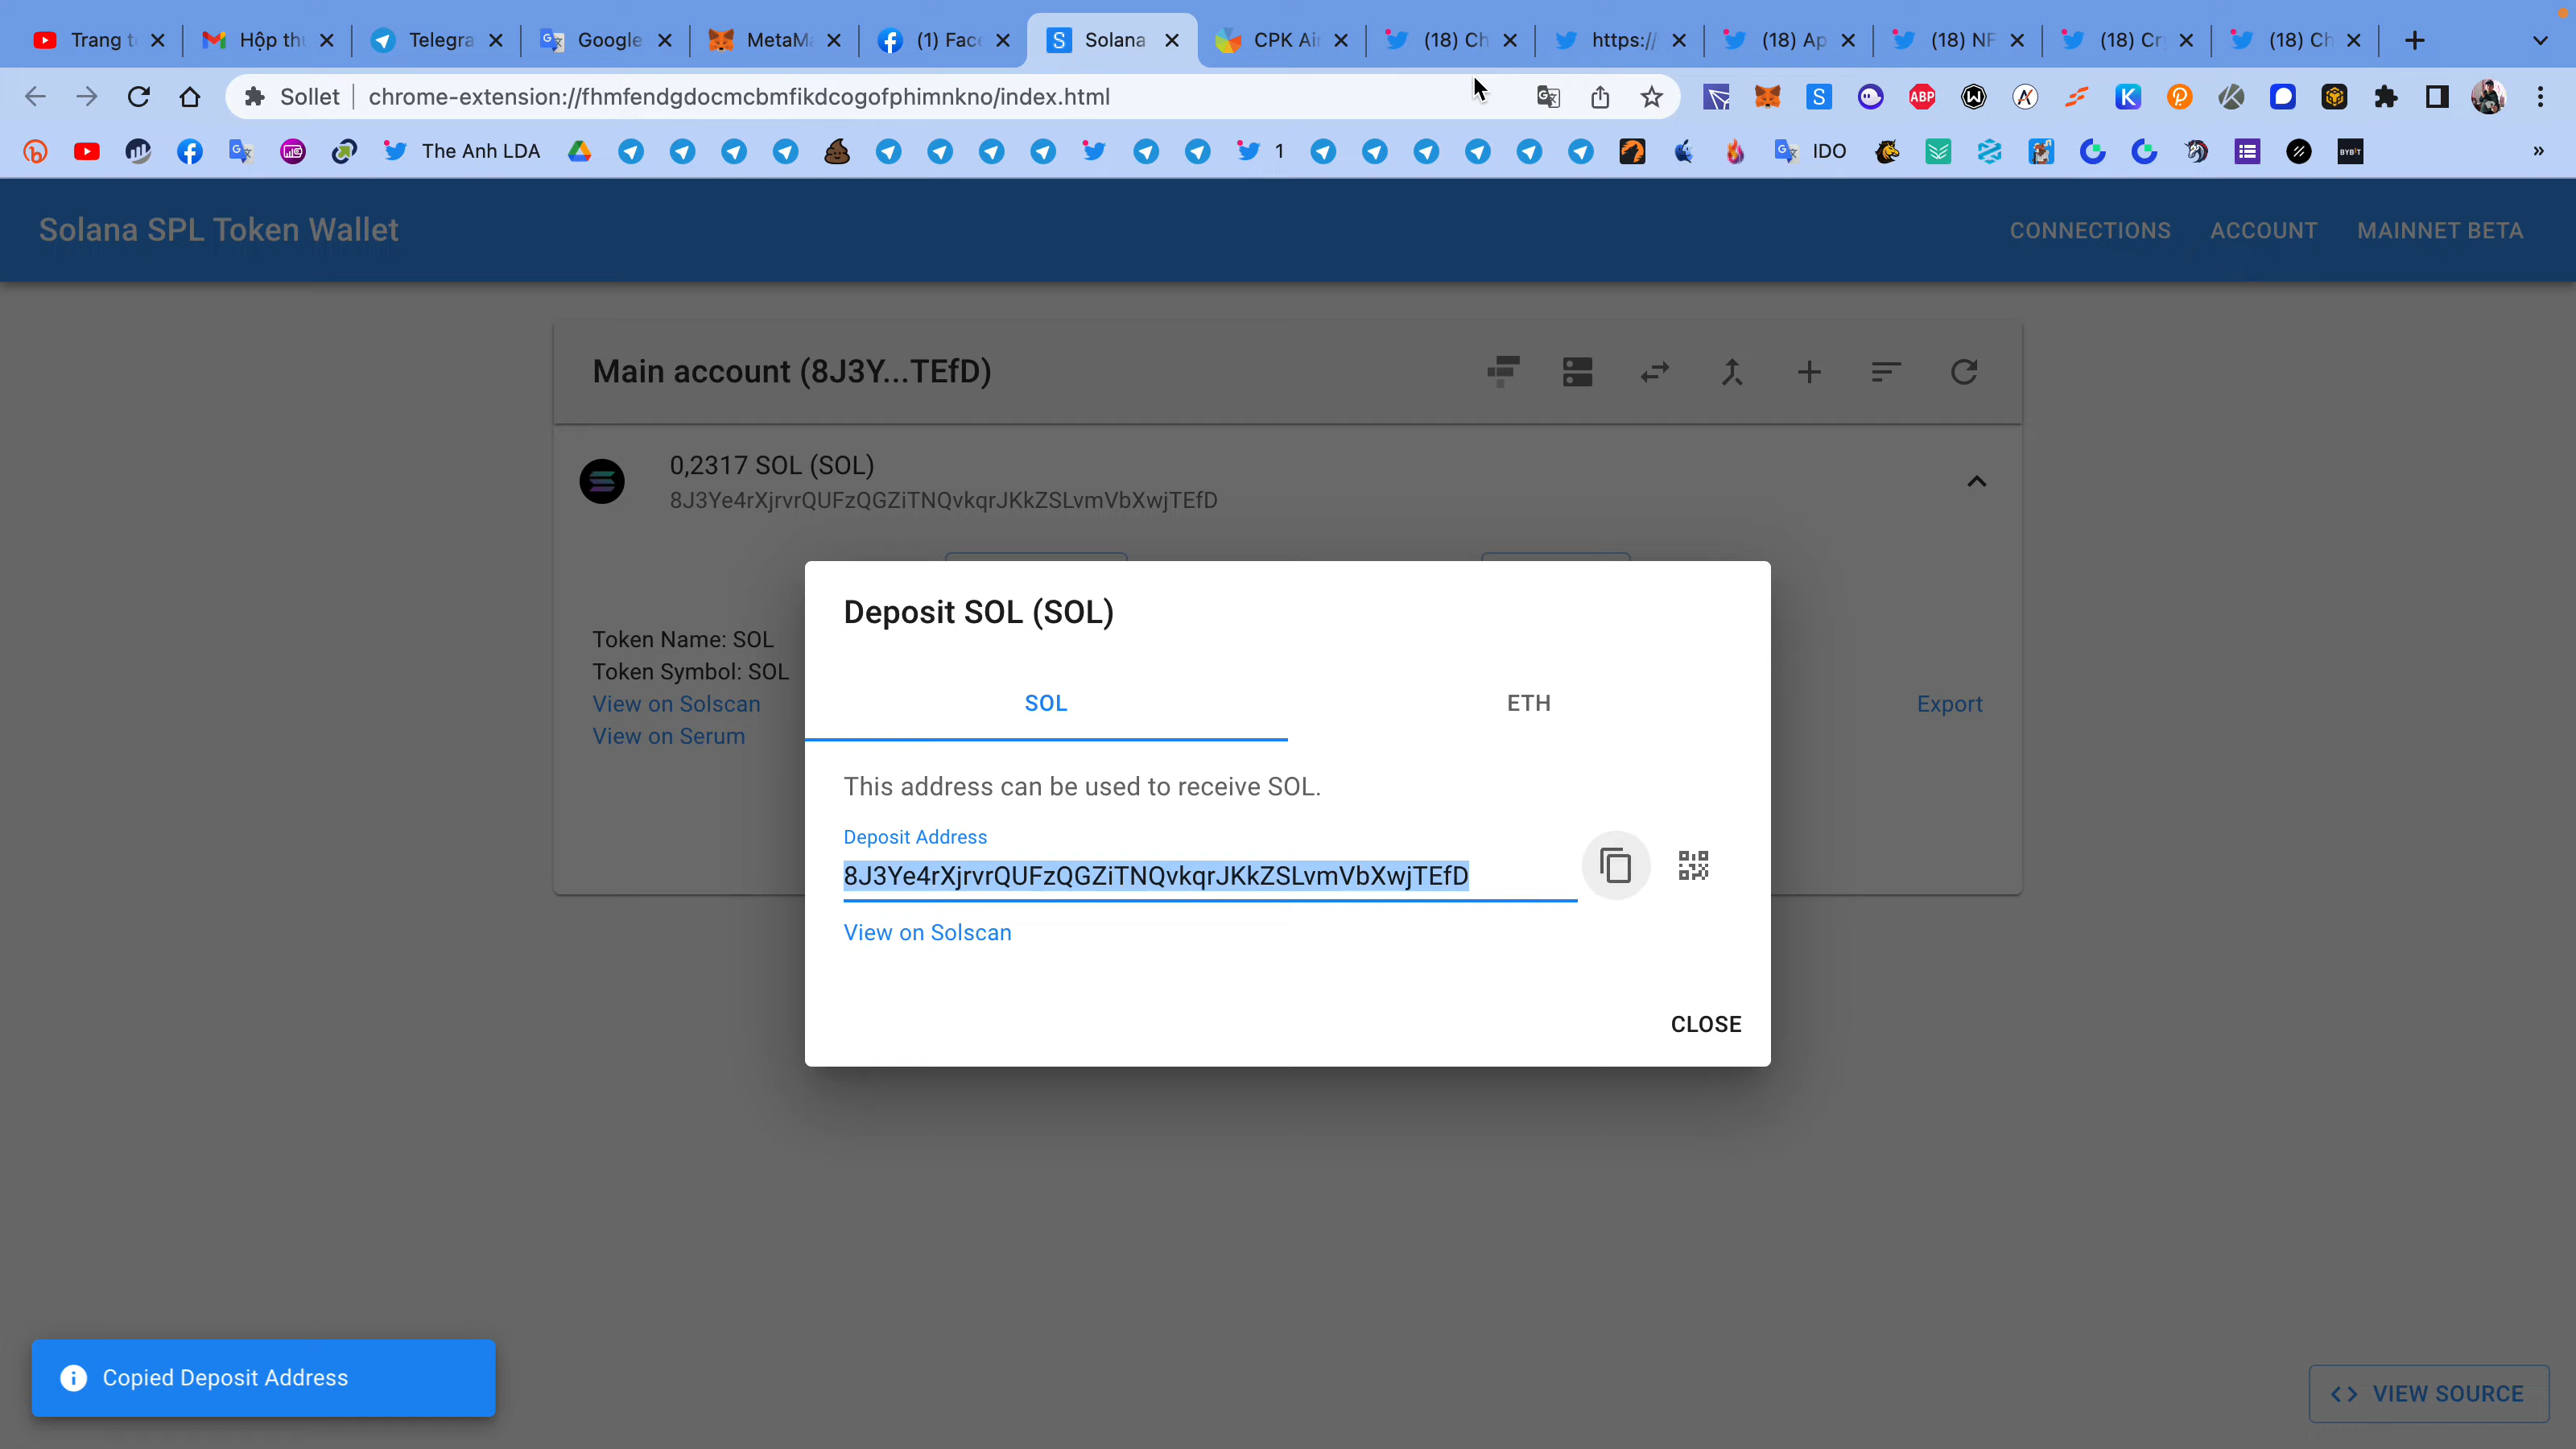 Trang t
Hộp thư
Telegra
Google
MetaMa
(1) Face
Solana
CPK Air
(18) Ch
https://
(18) Ap
(18) NF
(18) Cr
(18) Ch
Sollet
chrome-extension://fhmfendgdocmcbmfikdcogofphimnkno/index.html
ABP
The Anh LDA
1
IDO
BYBIT
Solana SPL Token Wallet
CONNECTIONS
ACCOUNT
MAINNET BETA
Main account (8J3Y...TEfD)
0,2317 SOL (SOL)
8J3Ye4rXjrvrQUFzQGZiTNQvkqrJKkZSLvmVbXwjTEfD
Token Name: SOL
Token Symbol: SOL
View on Solscan
Export
View on Serum
Deposit SOL (SOL)
SOL
ETH
This address can be used to receive SOL.
Deposit Address
8J3Ye4rXjrvrQUFzQGZiTNQvkqrJKkZSLvmVbXwjTEfD
View on Solscan
CLOSE
Copied Deposit Address
VIEW SOURCE